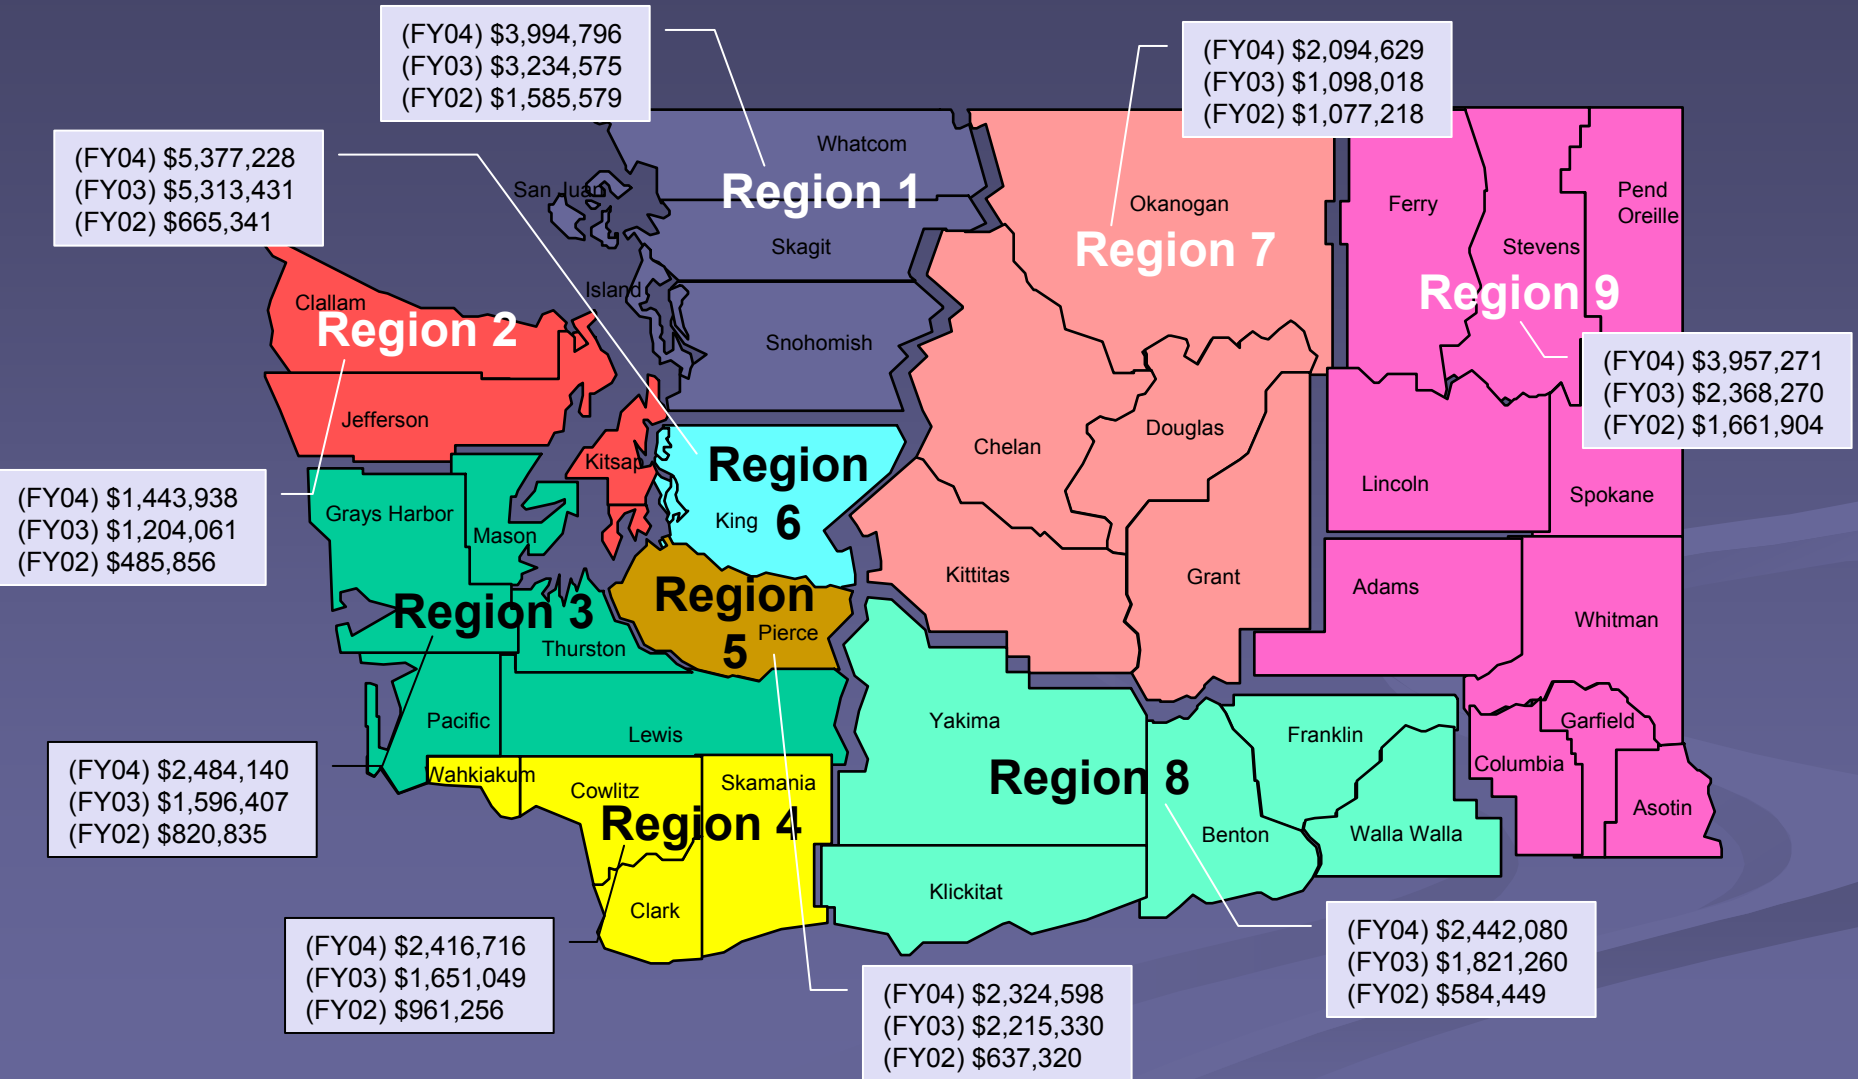 (FY04) $3,994,796
(FY03) $3,234,575
(FY02) $1,585,579
(FY04) $2,094,629
(FY03) $1,098,018
(FY02) $1,077,218
(FY04) $5,377,228
(FY03) $5,313,431
(FY02) $665,341
Whatcom
San Juan
Region 1
Skagit
Island
Snohomish
Okanogan
Region 7
Ferry
Pend
Oreille
Stevens
Region 9
Clallam
Region 2
Jefferson
Kitsap
(FY04) $3,957,271
(FY03) $2,368,270
(FY02) $1,661,904
Chelan
Douglas
Lincoln
Spokane
(FY04) $1,443,938
(FY03) $1,204,061
(FY02) $485,856
Grays Harbor
Mason
Region
6
King
Kittitas
Grant
Adams
Whitman
Region 3
Thurston
Region
5
Pierce
Pacific
Lewis
Yakima
Franklin
Garfield
Columbia
Asotin
(FY04) $2,484,140
(FY03) $1,596,407
(FY02) $820,835
Wahkiakum
Cowlitz
Skamania
Region 4
Clark
Region 8
Benton
Walla Walla
Klickitat
(FY04) $2,416,716
(FY03) $1,651,049
(FY02) $961,256
(FY04) $2,324,598
(FY03) $2,215,330
(FY02) $637,320
(FY04) $2,442,080
(FY03) $1,821,260
(FY02) $584,449